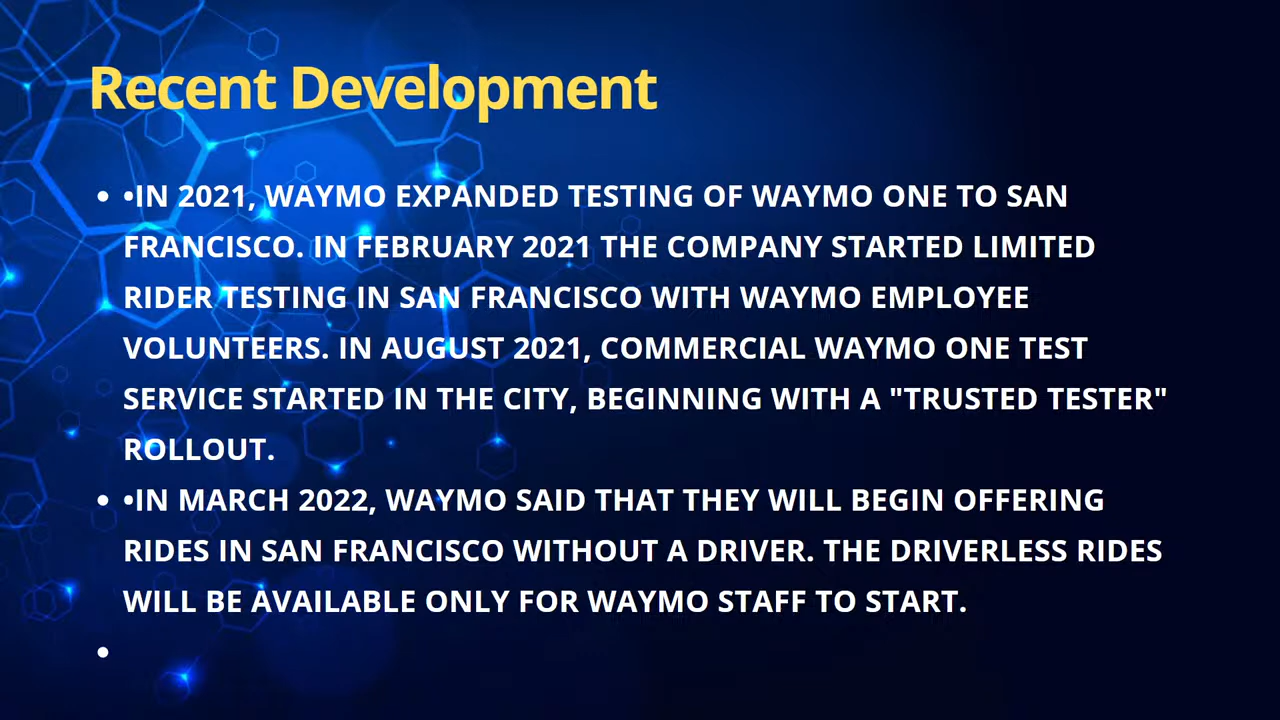 Recent Development
• •IN 2021, WAYMO EXPANDED TESTING OF WAYMO ONE TO SAN
FRANCISCO. IN FEBRUARY 2021 THE COMPANY STARTED LIMITED
RIDER TESTING IN SAN FRANCISCO WITH WAYMO EMPLOYEE
VOLUNTEERS. IN AUGUST 2021, COMMERCIAL WAYMO ONE TEST
SERVICE STARTED IN THE CITY, BEGINNING WITH A "TRUSTED TESTER"
ROLLOUT.
• •IN MARCH 2022, WAYMO SAID THAT THEY WILL BEGIN OFFERING
RIDES IN SAN FRANCISCO WITHOUT A DRIVER. THE DRIVERLESS RIDES
WILL BE AVAILABLE ONLY FOR WAYMO STAFF TO START.
•